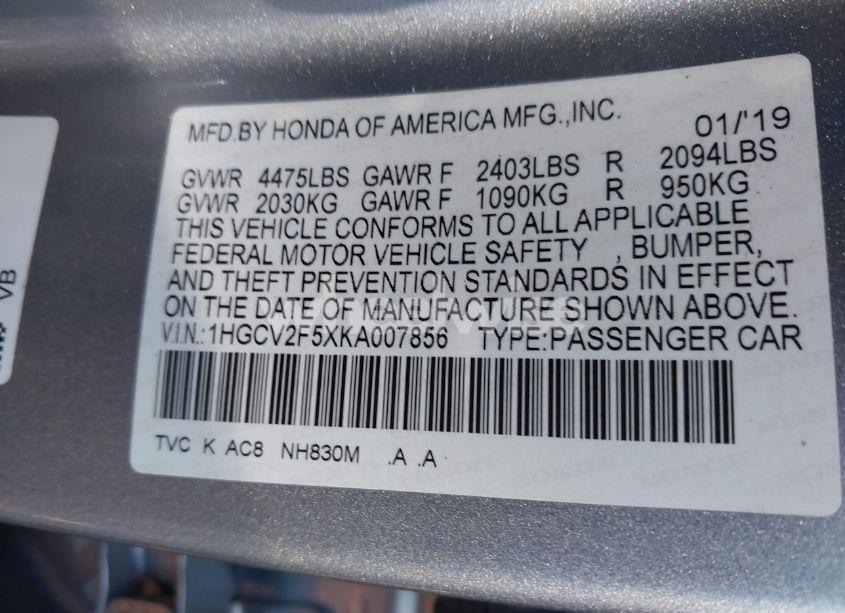 MFD.BY HONDA OF AMERICA MFG.,INC. 01/'19
GVWR 4475LBS GAWR F 2403LBS R 2094LBS
GVWR 2030KG GAWR F 1090KG R 950KG
THIS VEHICLE CONFORMS TO ALL APPLICABLE
FEDERAL MOTOR VEHICLE SAFETY , BUMPER,
AND THEFT PREVENTION STANDARDS IN EFFECT
ON THE DATE OF MANUFACTURE SHOWN ABOVE.
V.I.N.:1HGCV2F5XKA007856 TYPE:PASSENGER CAR
TVC K AC8 NH830M .A .A
VB